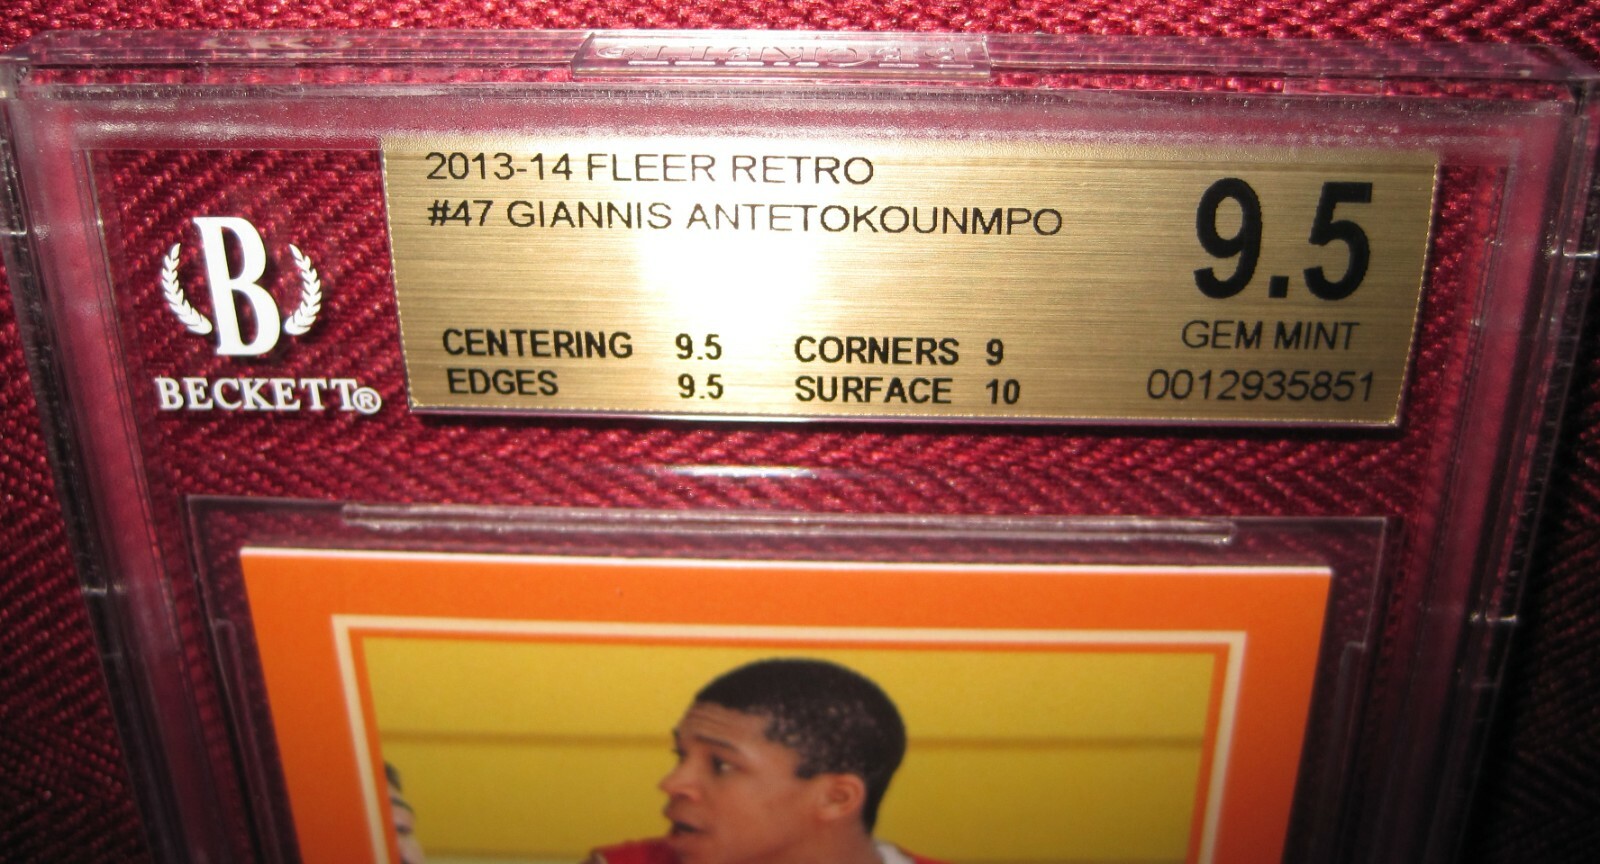 BECKETT
2013-14 FLEER RETRO
#47 GIANNIS ANTETOKOUNMPO
9.5
GEM MINT
0012935851
CENTERING 9.5 CORNERS 9
EDGES 9.5 SURFACE 10
B
BECKETT®